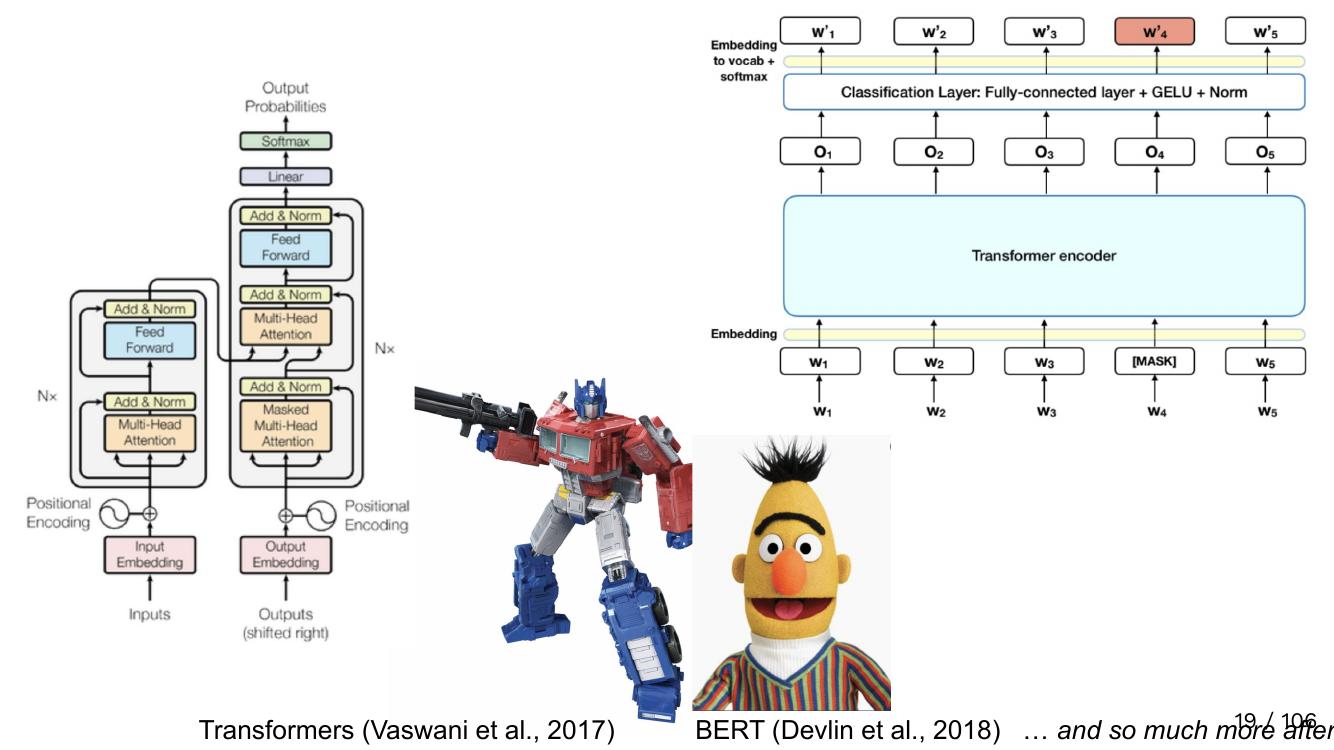 Output
Probabilities
Softmax
Linear
Add & Norm
Feed
Forward
Add & Norm
Multi-Head
Attention
Nx
Add & Norm
Masked
Multi-Head
Attention
Add & Norm
Feed
Forward
Nx
Add & Norm
Multi-Head
Attention
Positional
Encoding
Positional
Encoding
Input
Embedding
Output
Embedding
Inputs
Outputs
(shifted right)
w'1 w'2 w'3 w'4 w'5
Embedding
to vocab +
softmax
Classification Layer: Fully-connected layer + GELU + Norm
O1 O2 O3 O4 O5
Transformer encoder
Embedding
W1 W2 W3 [MASK] W5
W1 W2 W3 W4 W5
Transformers (Vaswani et al., 2017)
BERT (Devlin et al., 2018)
… and so much more after
19 / 106